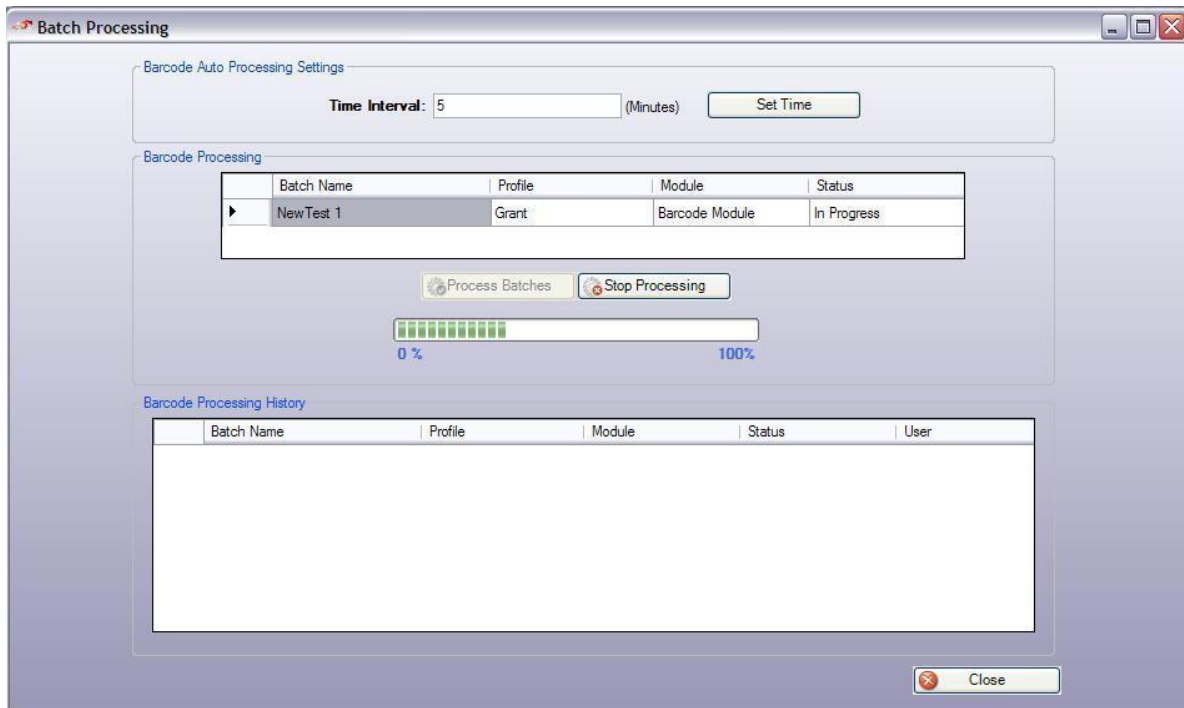 Batch Processing
Barcode Auto Processing Settings
Time Interval: 5 (Minutes) Set Time
Barcode Processing
Batch Name Profile Module Status
NewTest 1 Grant Barcode Module In Progress
Process Batches Stop Processing
0 % 100%
Barcode Processing History
Batch Name Profile Module Status User
Close